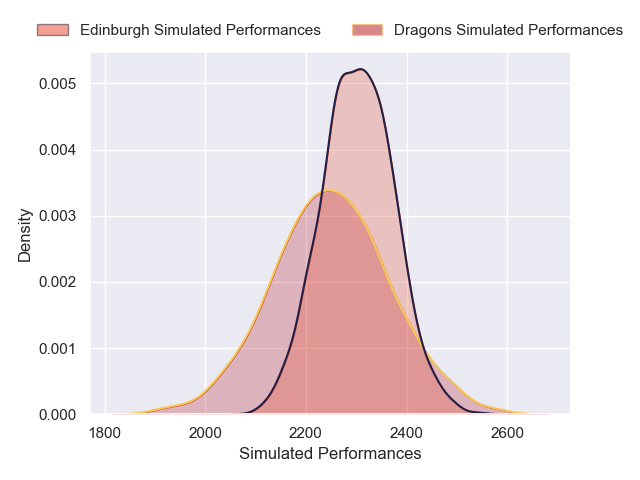 Edinburgh Simulated Performances
Dragons Simulated Performances
0.005
0.004
0.003
0.002
0.001
0.000
Density
1800
2000
2200
2400
2600
Simulated Performances